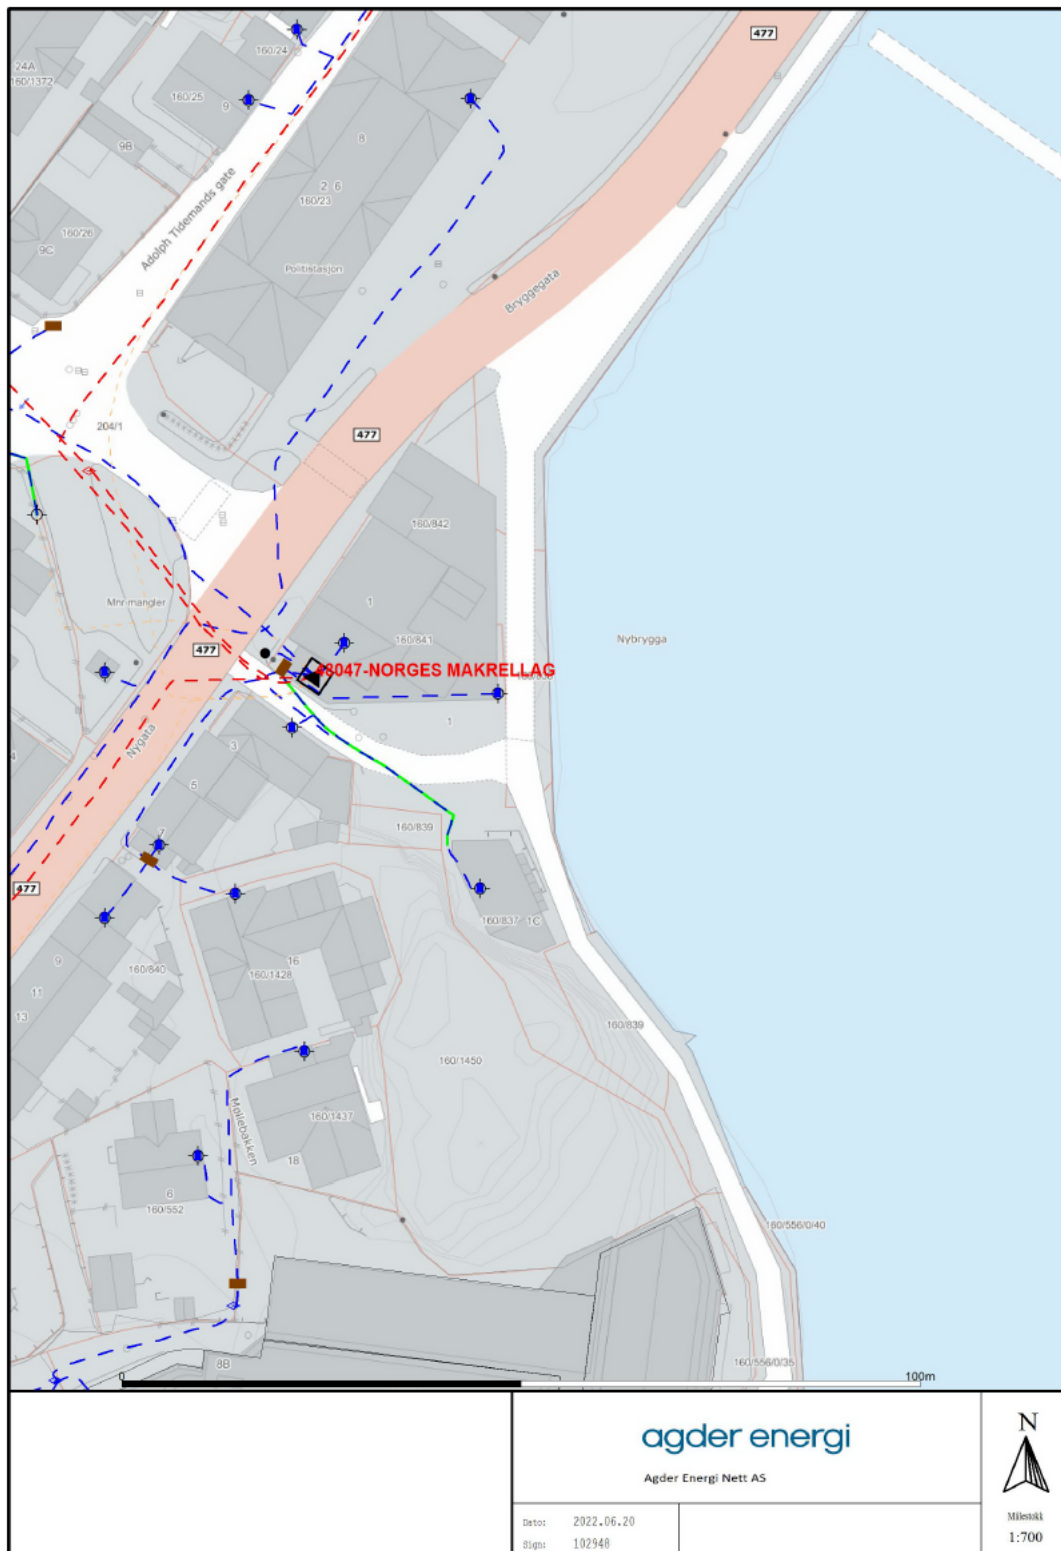 477
160/24
24A
160/1372
160/25
9
8
9B
2 6
160/23
Adolph Tidemands gate
160/26
9C
Politistasjon
Bryggegata
204/1
477
160/842
Mnr mangler
1
160/841
Nybrygga
477
48047-NORGES MAKRELLAG
1
Nygata
3
4
5
7
160/839
477
160/837 1C
9
16
160/840
160/1428
11
13
160/839
160/1450
Møllebakken
160/1437
18
6
160/552
160/556/0/40
8B
160/556/0/35
0
100m
agder energi
Agder Energi Nett AS
N
Dato: 2022.06.20
Sign: 102948
Målestokk
1:700